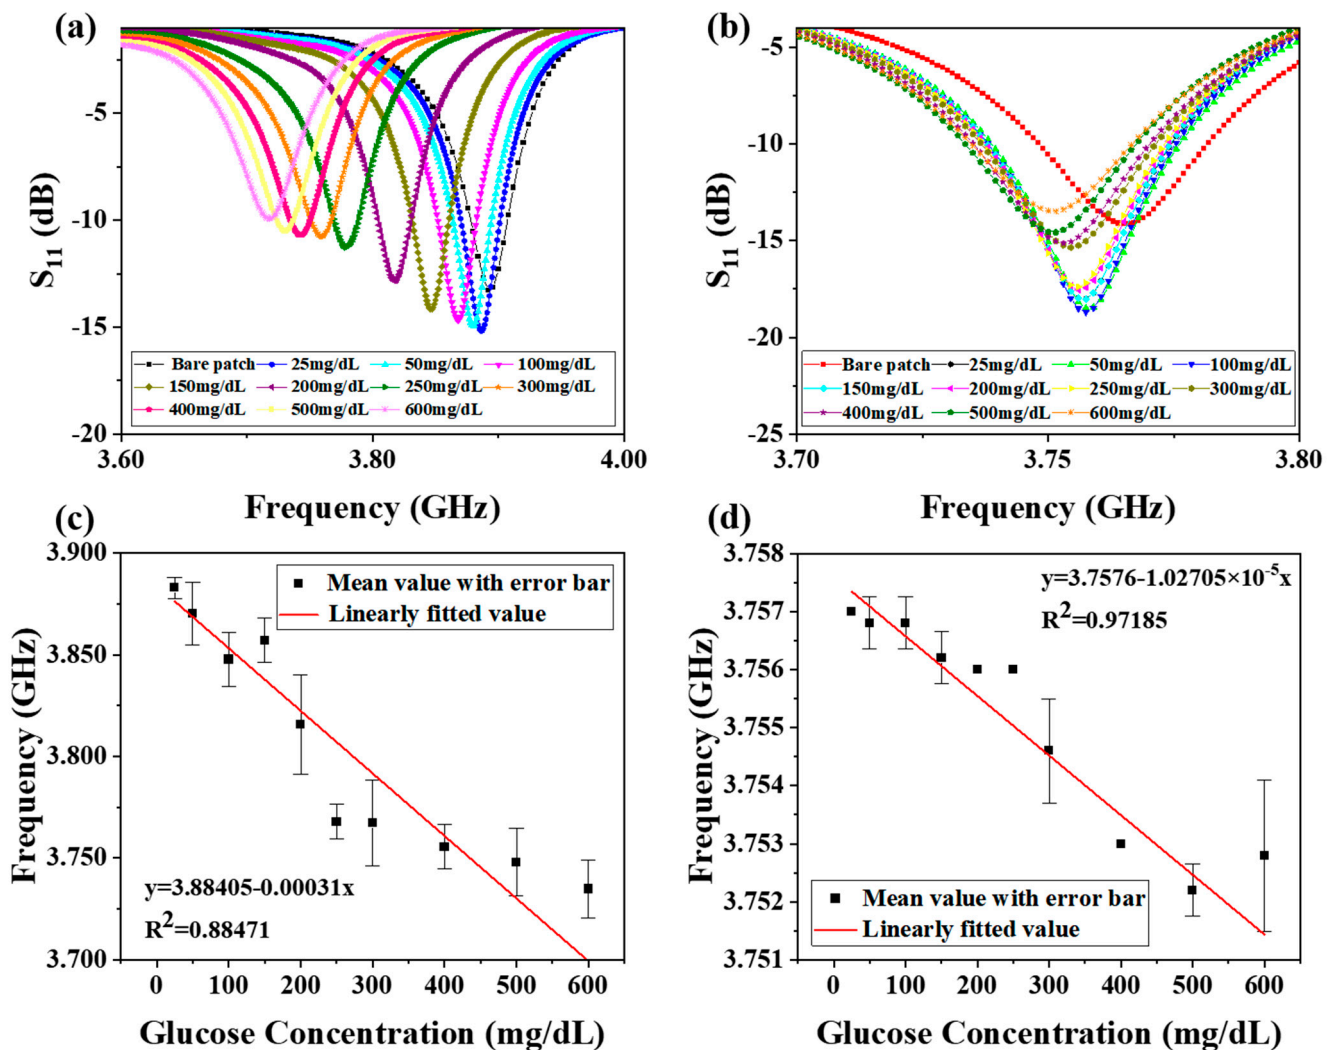 (a)
S11 (dB)
-5
-10
-15
-20
Bare patch 25mg/dL 50mg/dL 100mg/dL
150mg/dL 200mg/dL 250mg/dL 300mg/dL
400mg/dL 500mg/dL 600mg/dL
3.60 3.80 4.00
Frequency (GHz)
(b)
S11 (dB)
-5
-10
-15
-20
-25
Bare patch 25mg/dL 50mg/dL 100mg/dL
150mg/dL 200mg/dL 250mg/dL 300mg/dL
400mg/dL 500mg/dL 600mg/dL
3.70 3.75 3.80
Frequency (GHz)
(c)
Frequency (GHz)
3.900
3.850
3.800
3.750
3.700
Mean value with error bar
Linearly fitted value
y=3.88405-0.00031x
R²=0.88471
0 100 200 300 400 500 600
Glucose Concentration (mg/dL)
(d)
Frequency (GHz)
3.758
3.757
3.756
3.755
3.754
3.753
3.752
3.751
y=3.7576-1.02705×10⁻⁵x
R²=0.97185
Mean value with error bar
Linearly fitted value
0 100 200 300 400 500 600
Glucose Concentration (mg/dL)